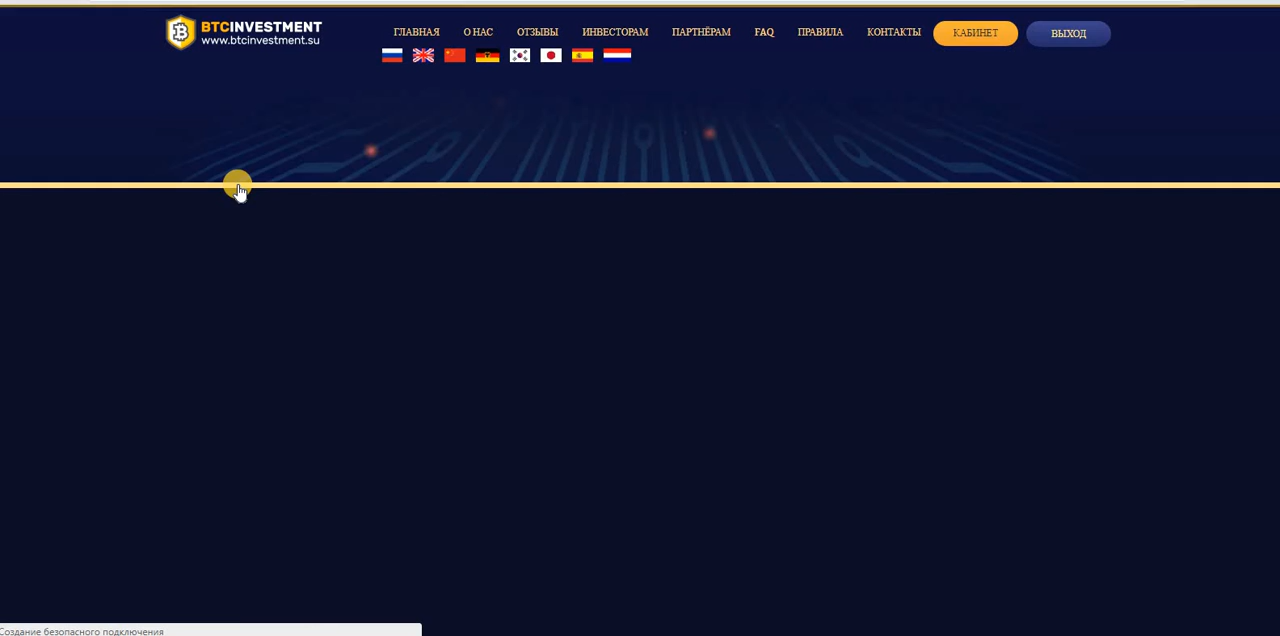 BTCINVESTMENT
www.btcinvestment.su
ГЛАВНАЯ О НАС ОТЗЫВЫ ИНВЕСТОРАМ ПАРТНЁРАМ FAQ ПРАВИЛА КОНТАКТЫ КАБИНЕТ ВЫХОД
Создание безопасного подключения